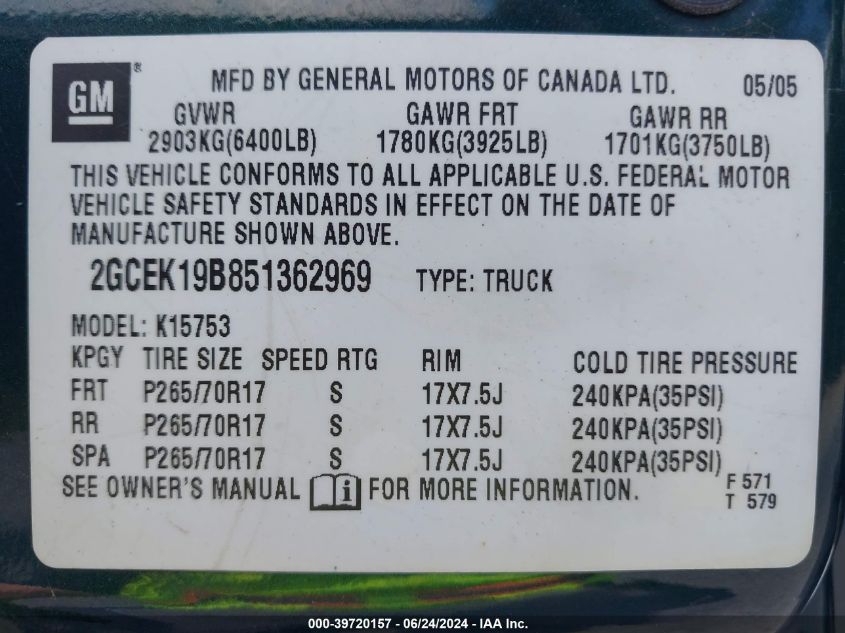 GM® MFD BY GENERAL MOTORS OF CANADA LTD. 05/05
GVWR GAWR FRT GAWR RR
2903KG(6400LB) 1780KG(3925LB) 1701KG(3750LB)
THIS VEHICLE CONFORMS TO ALL APPLICABLE U.S. FEDERAL MOTOR
VEHICLE SAFETY STANDARDS IN EFFECT ON THE DATE OF
MANUFACTURE SHOWN ABOVE.
2GCEK19B851362969 TYPE: TRUCK
MODEL: K15753
KPGY TIRE SIZE SPEED RTG RIM COLD TIRE PRESSURE
FRT P265/70R17 S 17X7.5J 240KPA(35PSI)
RR P265/70R17 S 17X7.5J 240KPA(35PSI)
SPA P265/70R17 S 17X7.5J 240KPA(35PSI)
SEE OWNER'S MANUAL i FOR MORE INFORMATION. F 571
T 579
000-39720157 - 06/24/2024 - IAA Inc.